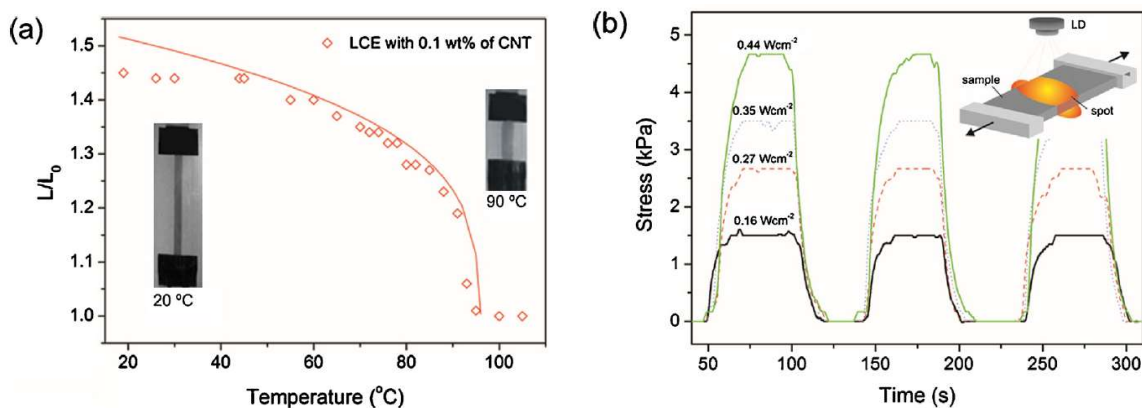 (a)
1.5
1.4
1.3
1.2
1.1
1.0
L/L₀
LCE with 0.1 wt% of CNT
20 ºC
90 ºC
20 40 60 80 100
Temperature (°C)
(b)
5
4
3
2
1
0
Stress (kPa)
0.44 Wcm⁻²
0.35 Wcm⁻²
0.27 Wcm⁻²
0.16 Wcm⁻²
LD
sample
spot
50 100 150 200 250 300
Time (s)